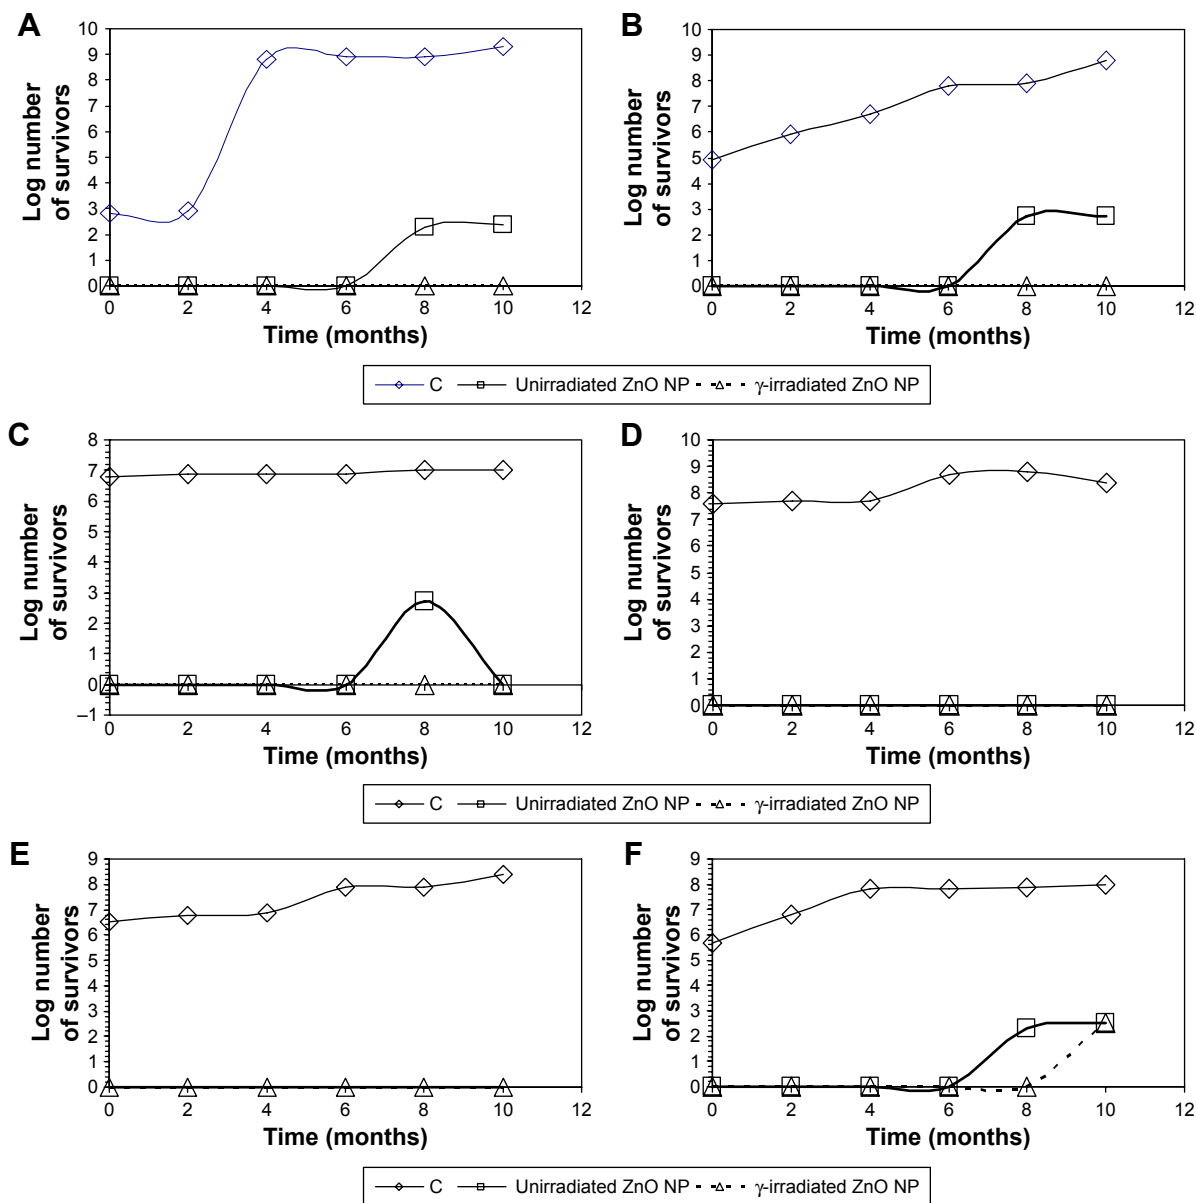 A
10
9
8
7
6
5
4
3
2
1
0
Log number
of survivors
0 2 4 6 8 10 12
Time (months)
B
10
9
8
7
6
5
4
3
2
1
0
Log number
of survivors
0 2 4 6 8 10 12
Time (months)
C Unirradiated ZnO NP γ-irradiated ZnO NP
C
8
7
6
5
4
3
2
1
0
–1
Log number
of survivors
0 2 4 6 8 10 12
Time (months)
D
10
9
8
7
6
5
4
3
2
1
0
Log number
of survivors
0 2 4 6 8 10 12
Time (months)
C Unirradiated ZnO NP γ-irradiated ZnO NP
E
9
8
7
6
5
4
3
2
1
0
Log number
of survivors
0 2 4 6 8 10 12
Time (months)
F
9
8
7
6
5
4
3
2
1
0
Log number
of survivors
0 2 4 6 8 10 12
Time (months)
C Unirradiated ZnO NP γ-irradiated ZnO NP